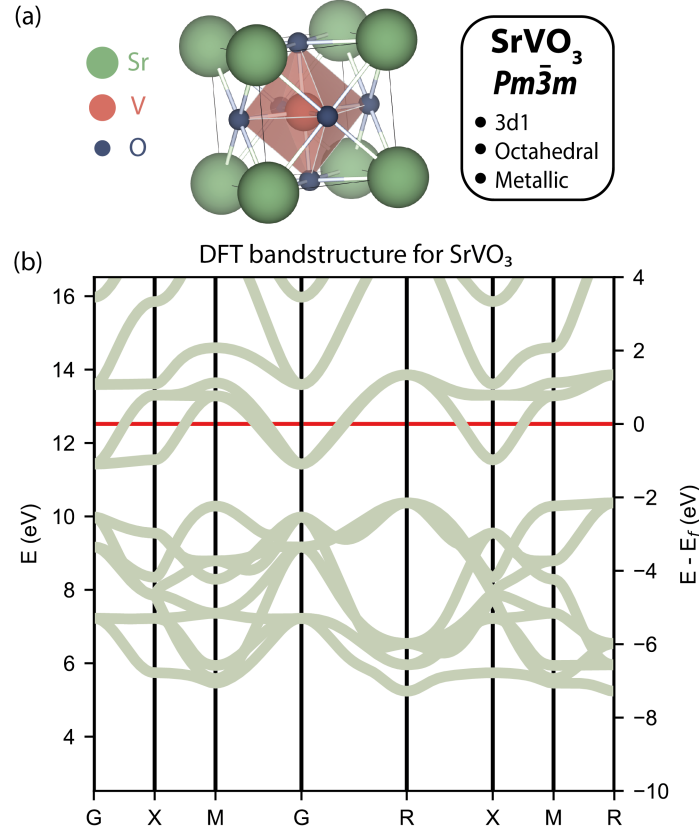 (a)
Sr
V
O
SrVO₃
Pm3̄m
• 3d1
• Octahedral
• Metallic
(b)
DFT bandstructure for SrVO₃
16
14
12
10
8
6
4
E (eV)
4
2
0
−2
−4
−6
−8
−10
E - E_f (eV)
G X M G R X M R